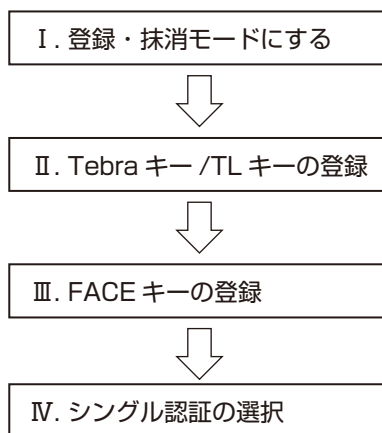 Ⅰ. 登録・抹消モードにする
Ⅱ. Tebra キー /TL キーの登録
Ⅲ. FACE キーの登録
Ⅳ. シングル認証の選択